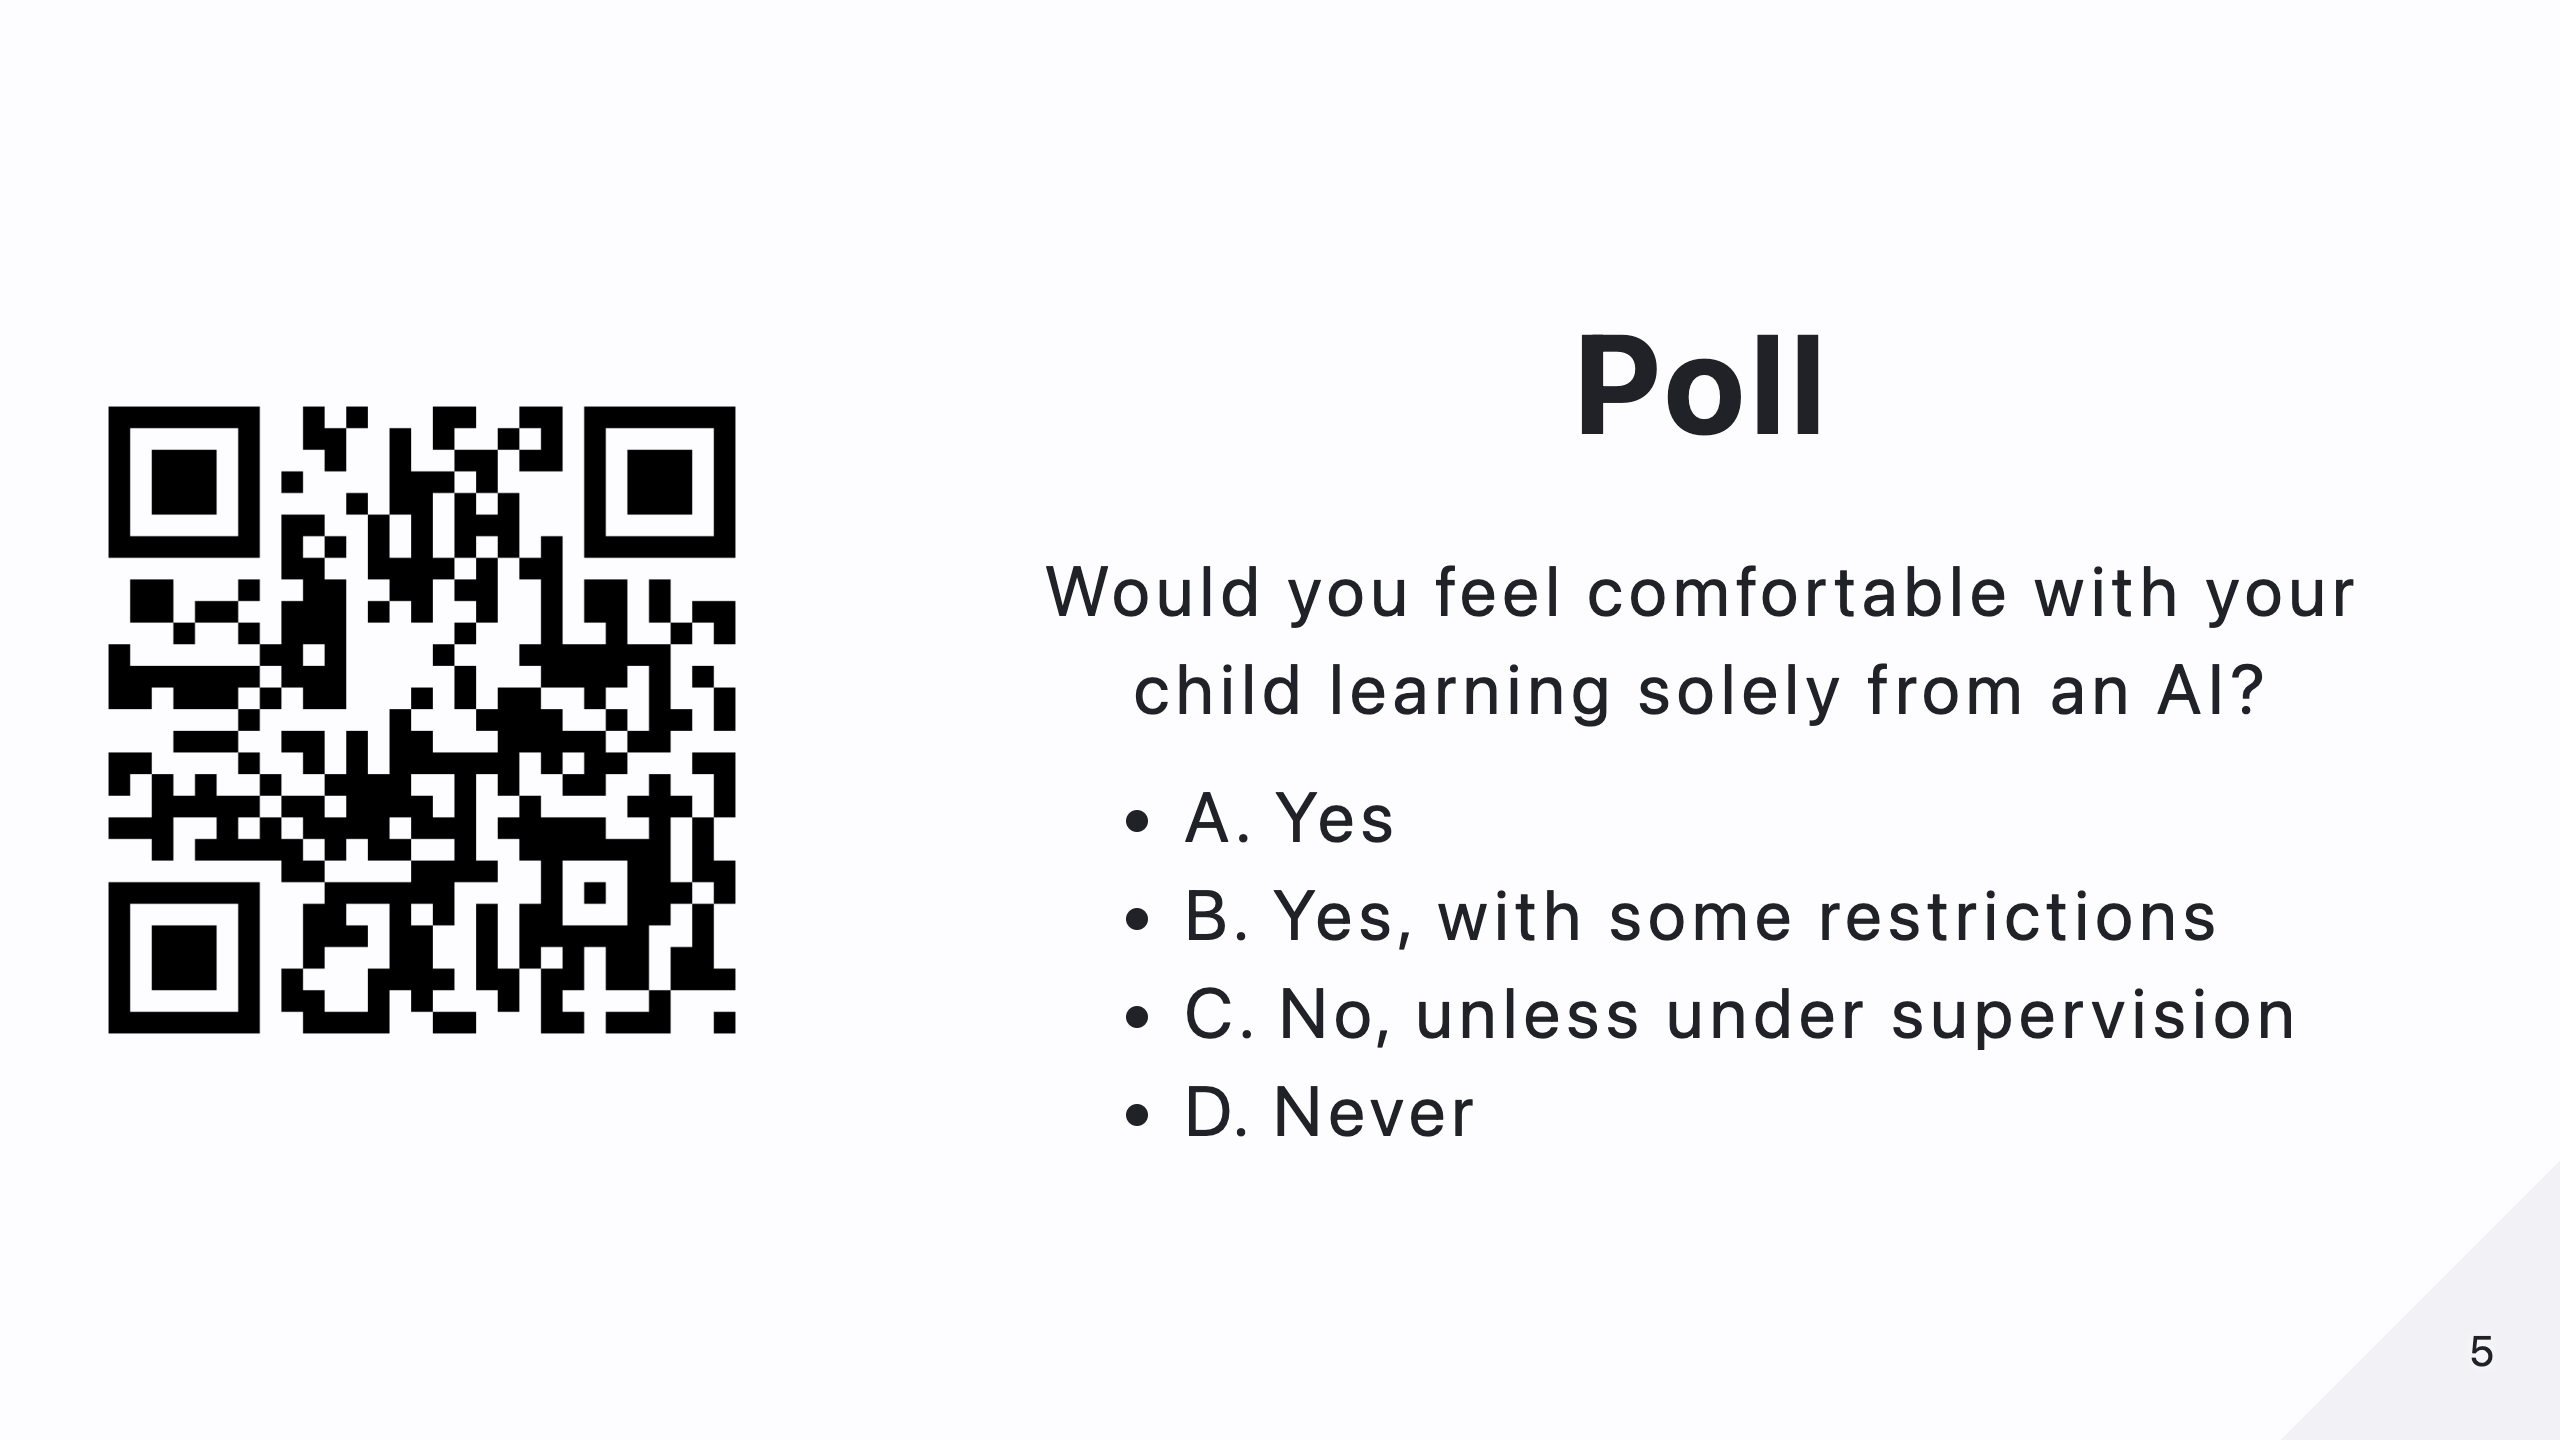 Poll
Would you feel comfortable with your
child learning solely from an AI?
• A. Yes
• B. Yes, with some restrictions
• C. No, unless under supervision
• D. Never
5